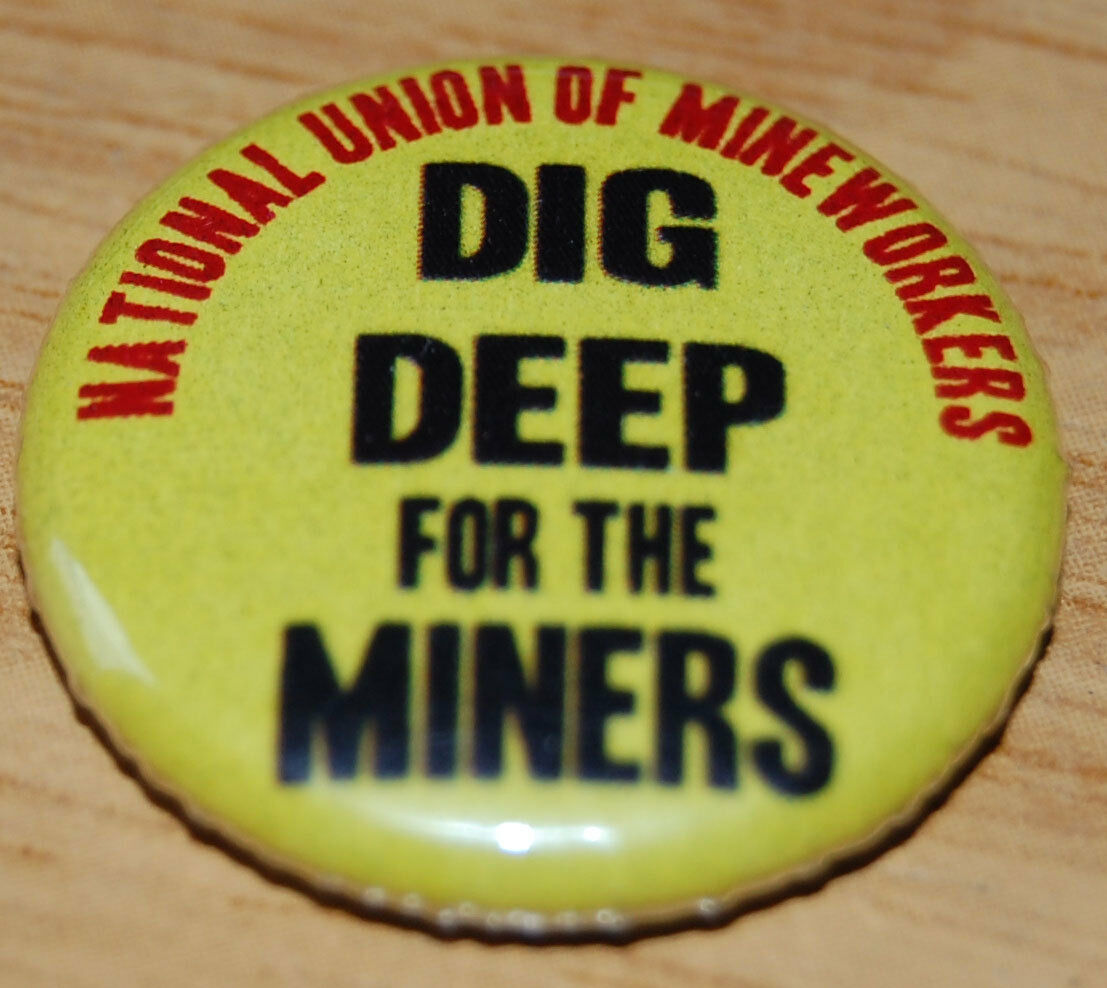 NATIONAL UNION OF MINEWORKERS
DIG
DEEP
FOR THE
MINERS